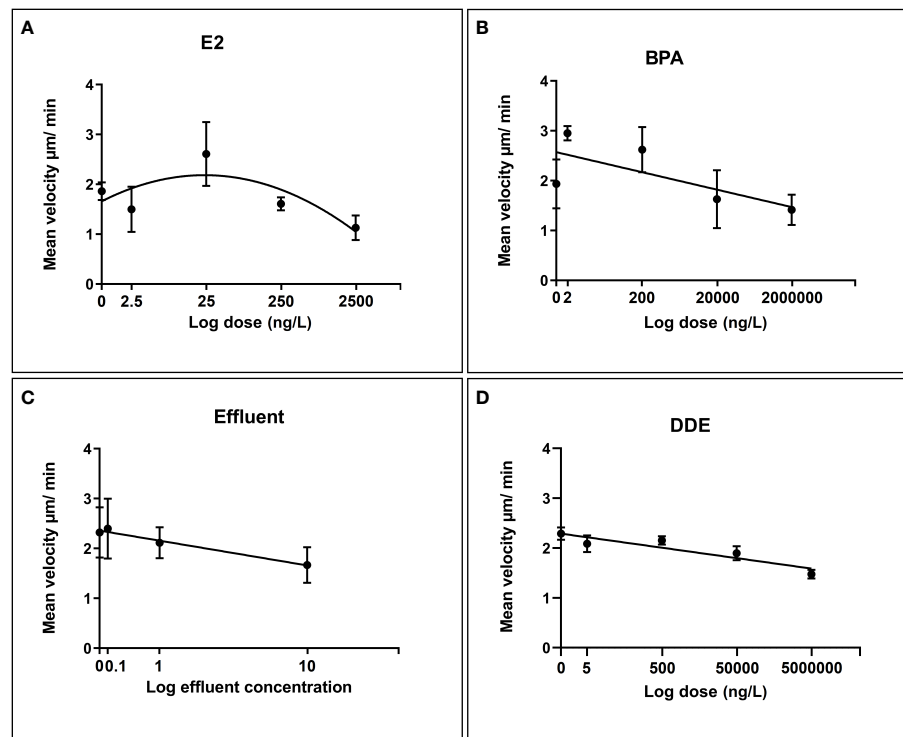 A
E2
Mean velocity µm/ min
4
3
2
1
0
0 2.5 25 250 2500
Log dose (ng/L)
B
BPA
Mean velocity µm/ min
4
3
2
1
0
0 2 200 20000 2000000
Log dose (ng/L)
C
Effluent
Mean velocity µm/ min
4
3
2
1
0
0 0.1 1 10
Log effluent concentration
D
DDE
Mean velocity µm/ min
4
3
2
1
0
0 5 500 50000 5000000
Log dose (ng/L)